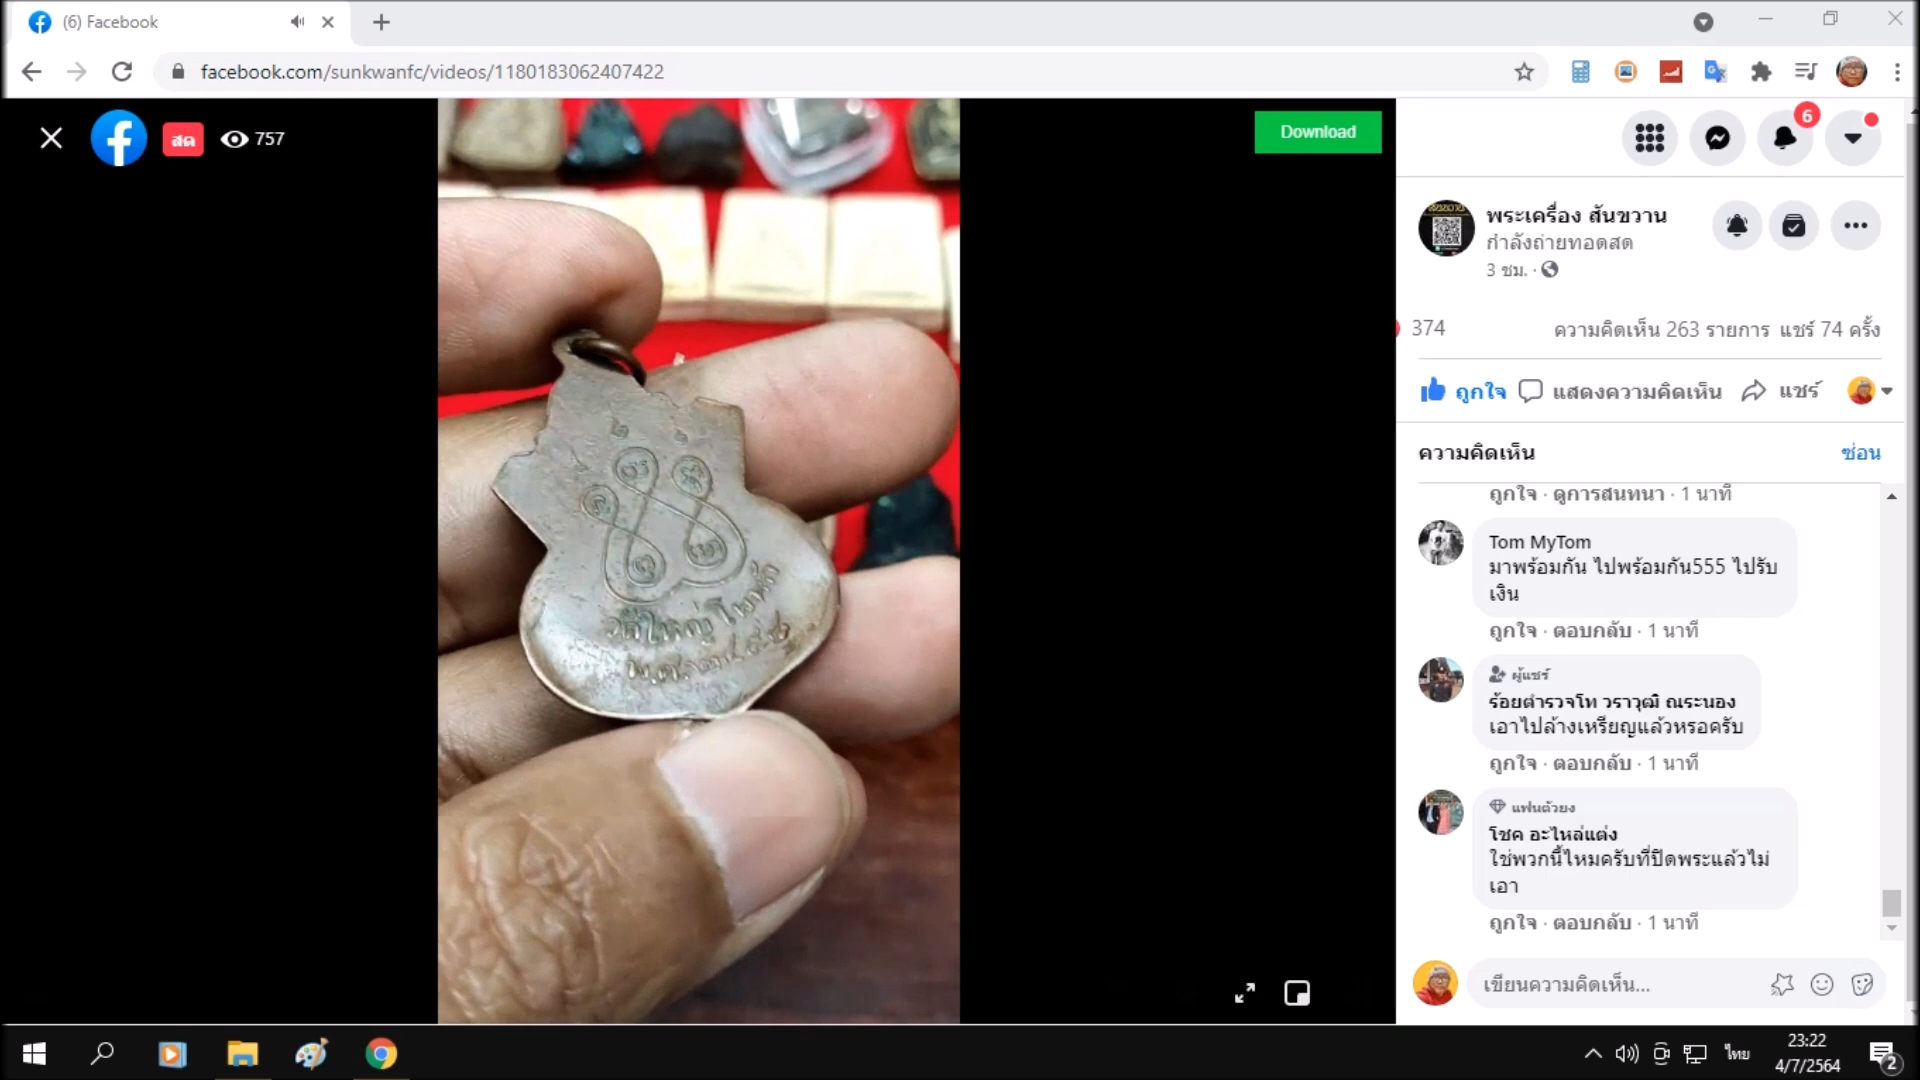 (6) Facebook
facebook.com/sunkwanfc/videos/1180183062407422
สด
757
Download
6
พระเครื่อง สันขวาน
กำลังถ่ายทอดสด
3 ชม. ·
374
ความคิดเห็น 263 รายการ แชร์ 74 ครั้ง
ถูกใจ
แสดงความคิดเห็น
แชร์
ความคิดเห็น
ซ่อน
ถูกใจ · ดูการสนทนา · 1 นาที
Tom MyTom
มาพร้อมกัน ไปพร้อมกัน555 ไปรับ
เงิน
ถูกใจ · ตอบกลับ · 1 นาที
ผู้แชร์
ร้อยตำรวจโท วราวุฒิ ณระนอง
เอาไปล้างเหรียญแล้วหรอครับ
ถูกใจ · ตอบกลับ · 1 นาที
แฟนตัวยง
โชค อะไหล่แต่ง
ใช่พวกนี้ไหมครับที่ปิดพระแล้วไม่
เอา
ถูกใจ · ตอบกลับ · 1 นาที
เขียนความคิดเห็น...
ไทย
23:22
4/7/2564
2